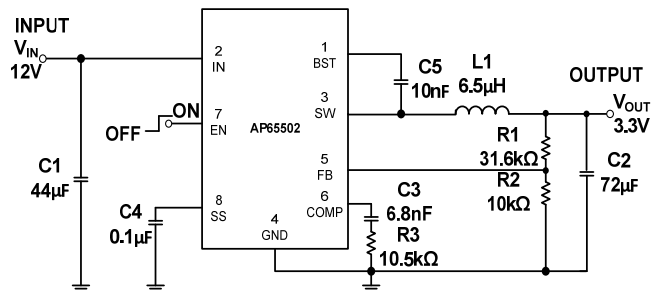 INPUT
VIN
12V
2
IN
1
BST
C5
10nF
L1
6.5µH
OUTPUT
VOUT
3.3V
ON
OFF
7
EN
AP65502
3
SW
R1
31.6kΩ
C1
44µF
5
FB
R2
10kΩ
C2
72µF
C4
0.1µF
8
SS
6
COMP
C3
6.8nF
4
GND
R3
10.5kΩ